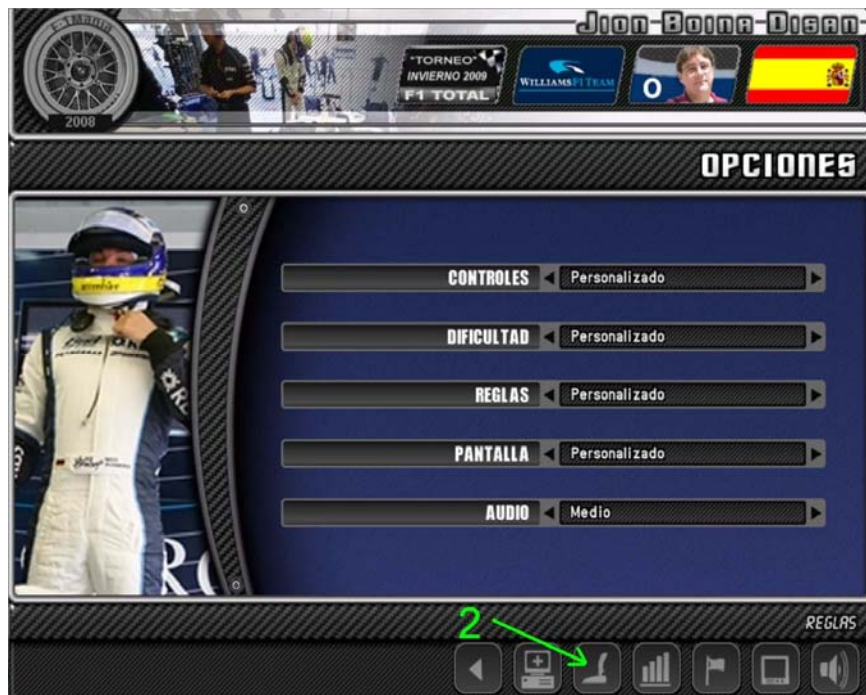 F-1Mania
2008
Jion-Boina-Disan
"TORNEO"
INVIERNO 2009
F1 TOTAL
WILLIAMS F1 TEAM
0
OPCIONES
CONTROLES
Personalizado
DIFICULTAD
Personalizado
REGLAS
Personalizado
PANTALLA
Personalizado
AUDIO
Medio
REGLAS
2